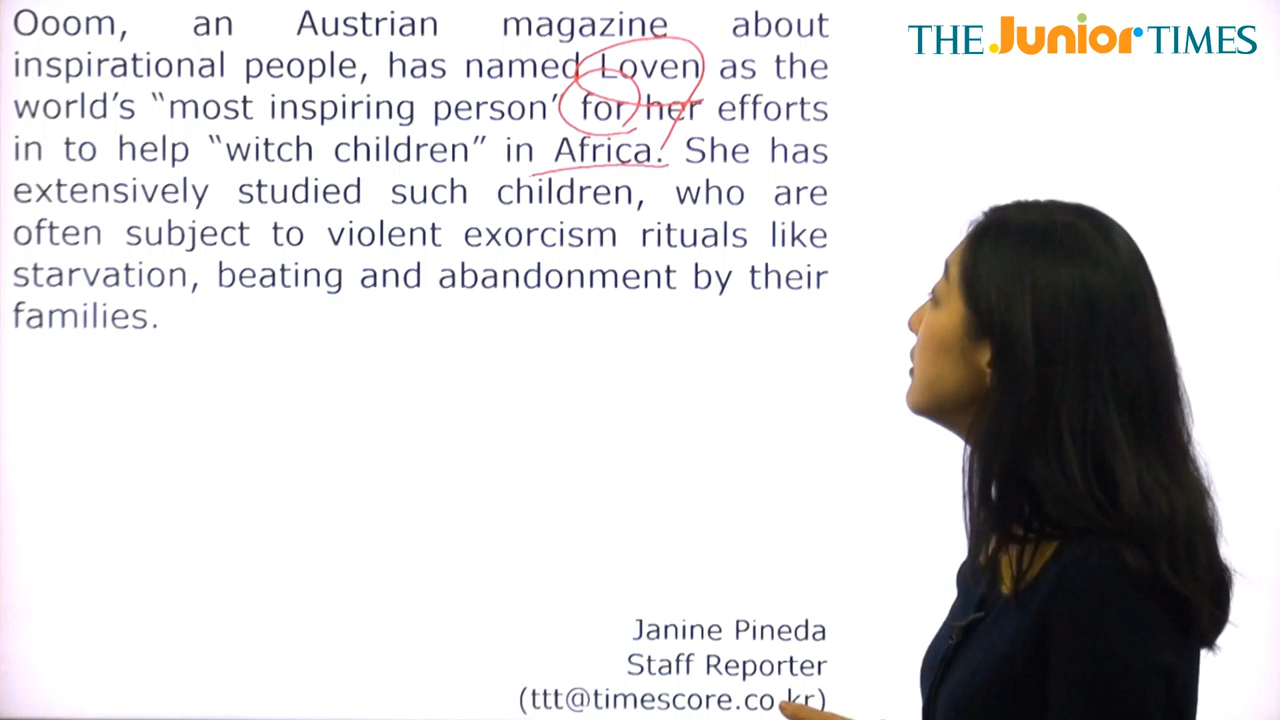 Ooom, an Austrian magazine about
inspirational people, has named Loven as the
world's “most inspiring person’ for her efforts
in to help “witch children” in Africa. She has
extensively studied such children, who are
often subject to violent exorcism rituals like
starvation, beating and abandonment by their
families.
THE Junior TIMES
Janine Pineda
Staff Reporter
(ttt@timescore.co.kr)